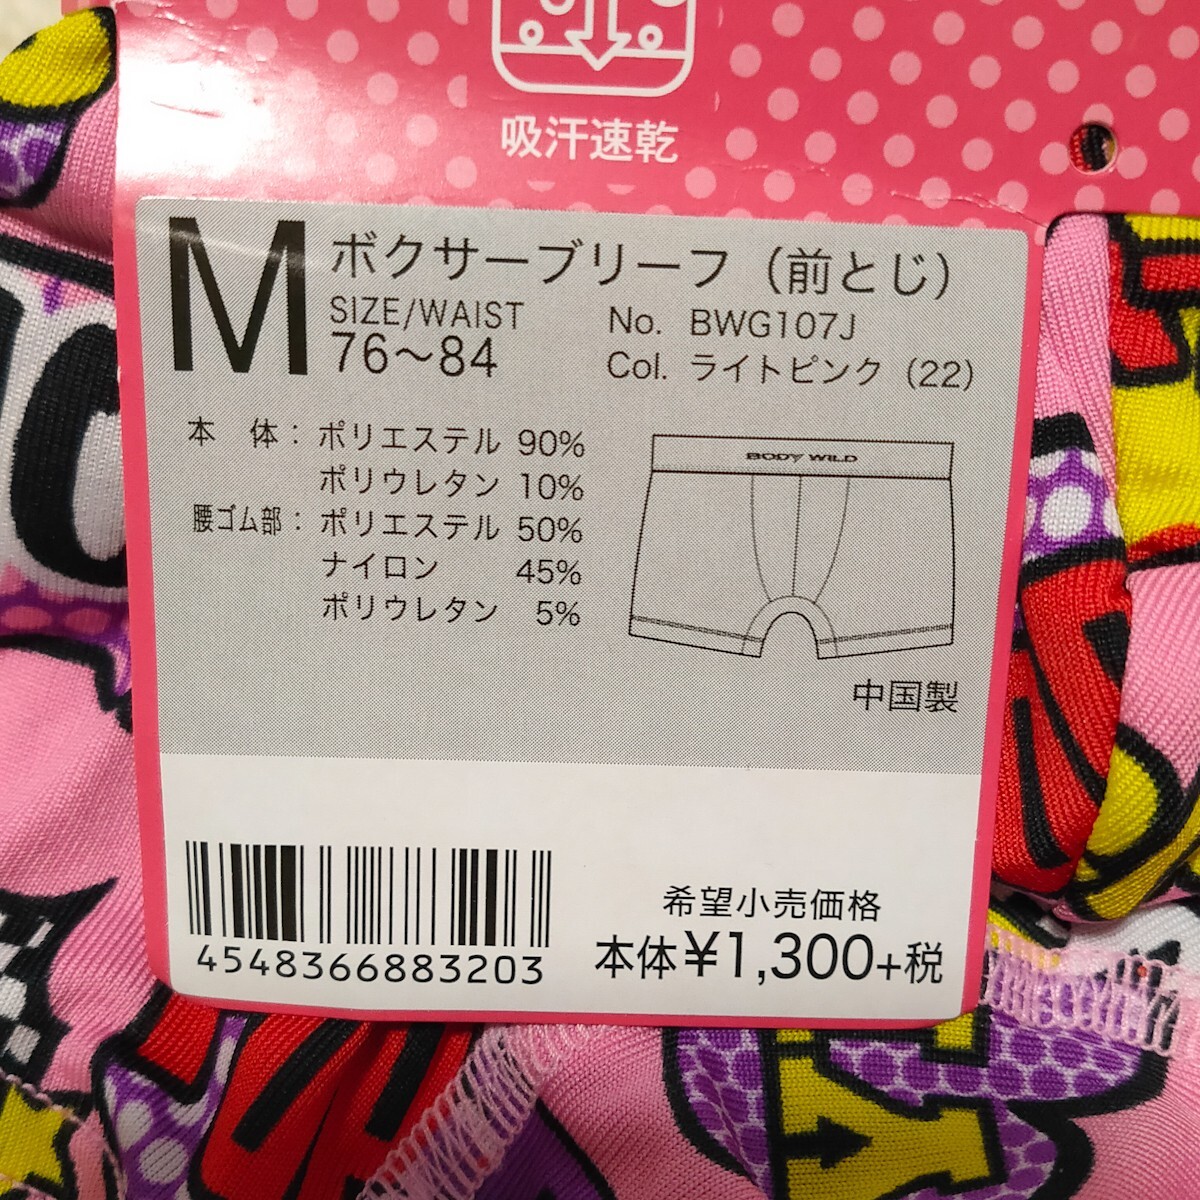 吸汗速乾
M
ボクサーブリーフ（前とじ）
SIZE/WAIST
76〜84
No. BWG107J
Col. ライトピンク（22）
本　体：ポリエステル 90%
ポリウレタン 10%
腰ゴム部：ポリエステル 50%
ナイロン 45%
ポリウレタン 5%
BODY WILD
中国製
4548366883203
希望小売価格
本体¥1,300+税